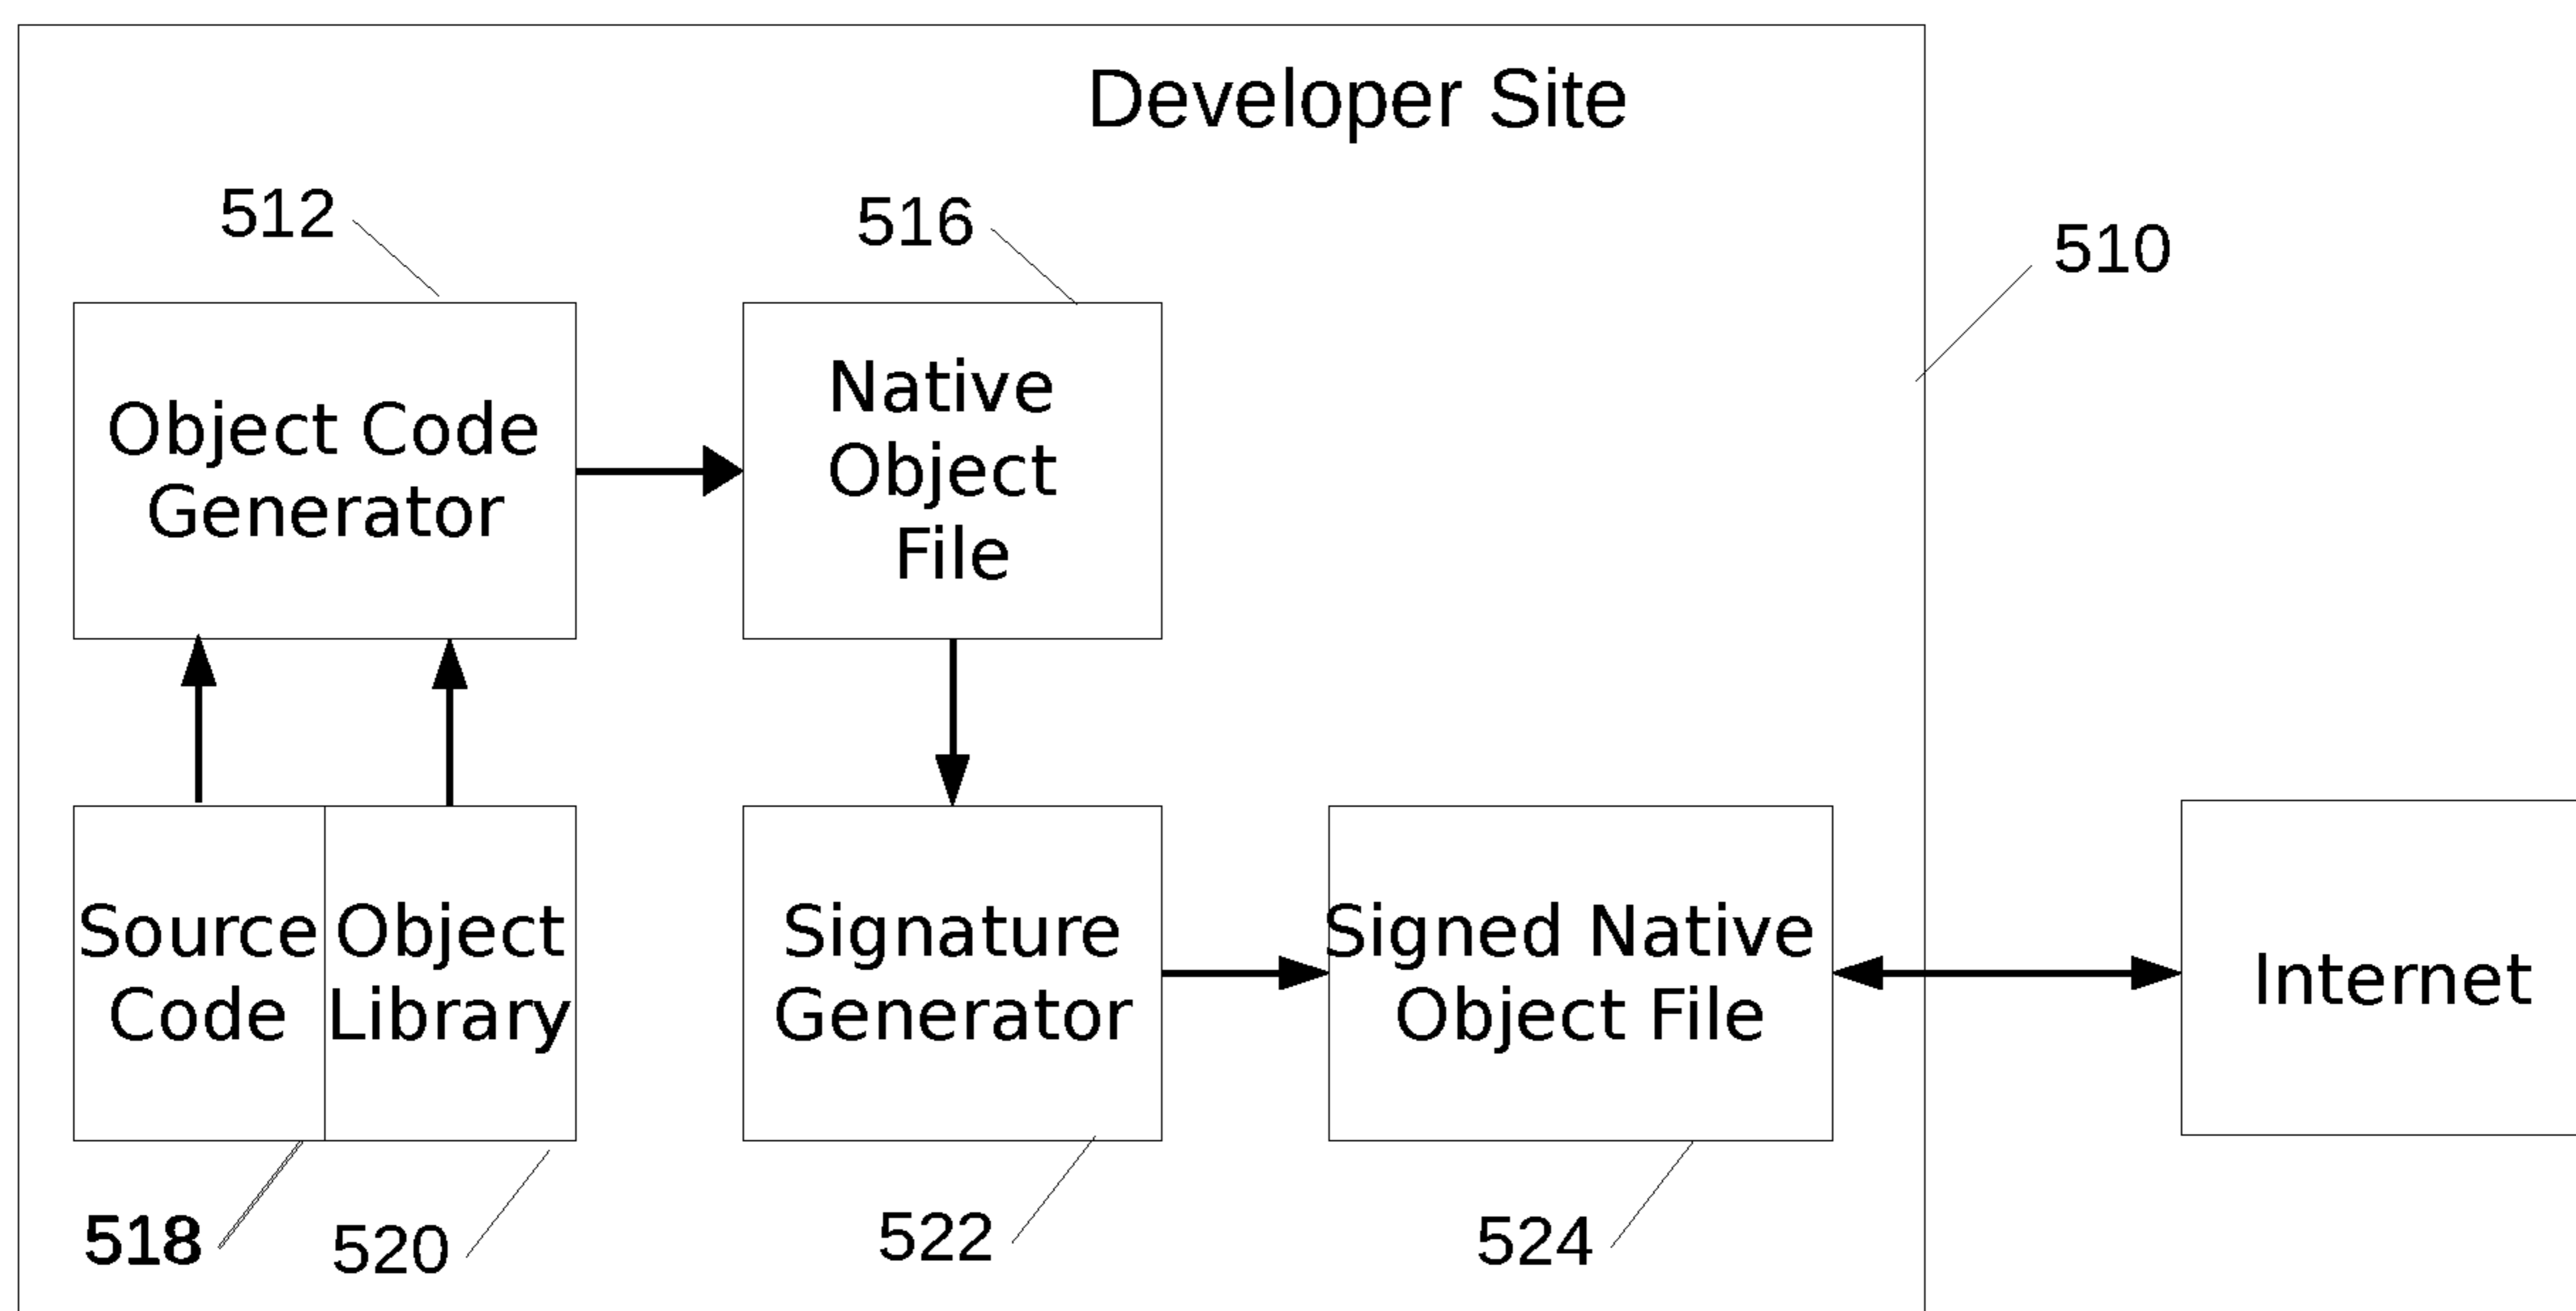 Developer Site
512
516
510
Object Code
Generator
Native
Object
File
Source
Code
Object
Library
Signature
Generator
Signed Native
Object File
Internet
518
520
522
524